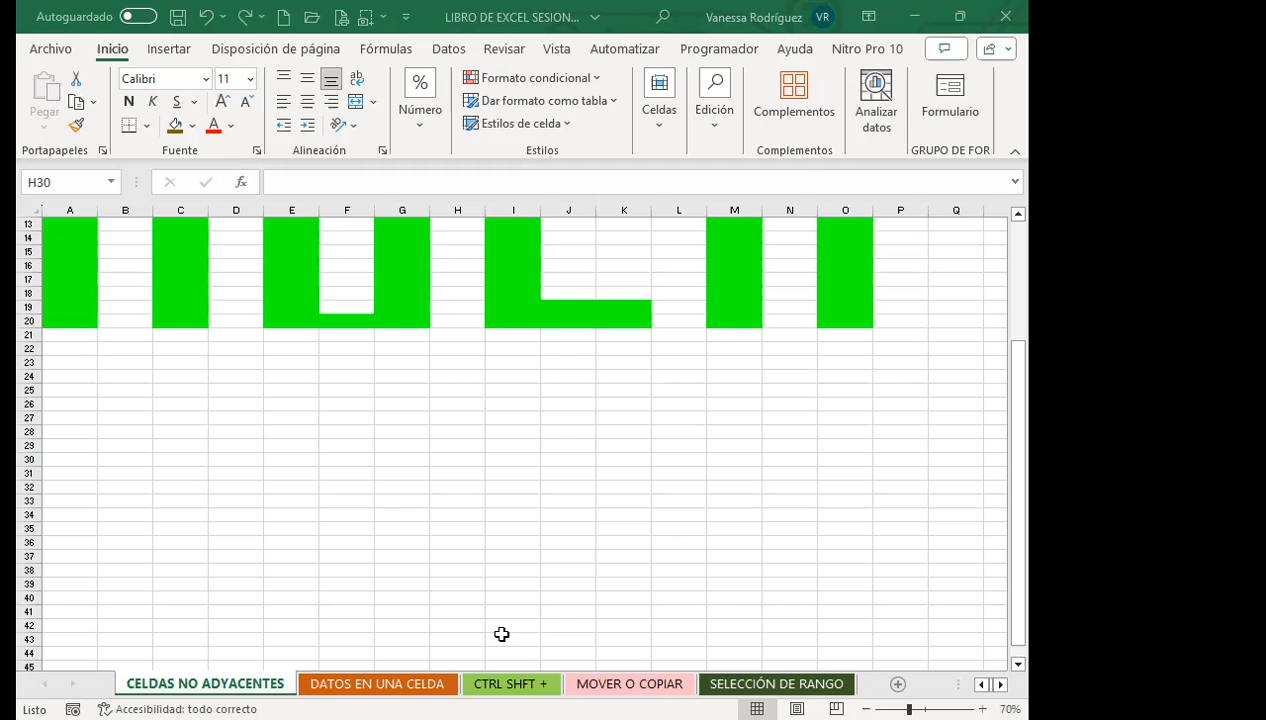 Autoguardado LIBRO DE EXCEL SESION... Vanessa Rodríguez VR
Archivo Inicio Insertar Disposición de página Fórmulas Datos Revisar Vista Automatizar Programador Ayuda Nitro Pro 10
Pegar
Calibri 11
N K S
% Número
Formato condicional
Dar formato como tabla
Estilos de celda
Celdas
Edición
Complementos
Analizar datos
Formulario
Portapapeles Fuente Alineación Estilos Complementos GRUPO DE FOR
H30 fx
A B C D E F G H I J K L M N O P Q
13
14
15
16
17
18
19
20
21
22
23
24
25
26
27
28
29
30
31
32
33
34
35
36
37
38
39
40
41
42
43
44
45
CELDAS NO ADYACENTES DATOS EN UNA CELDA CTRL SHFT + MOVER O COPIAR SELECCIÓN DE RANGO
Listo Accesibilidad: todo correcto 70%